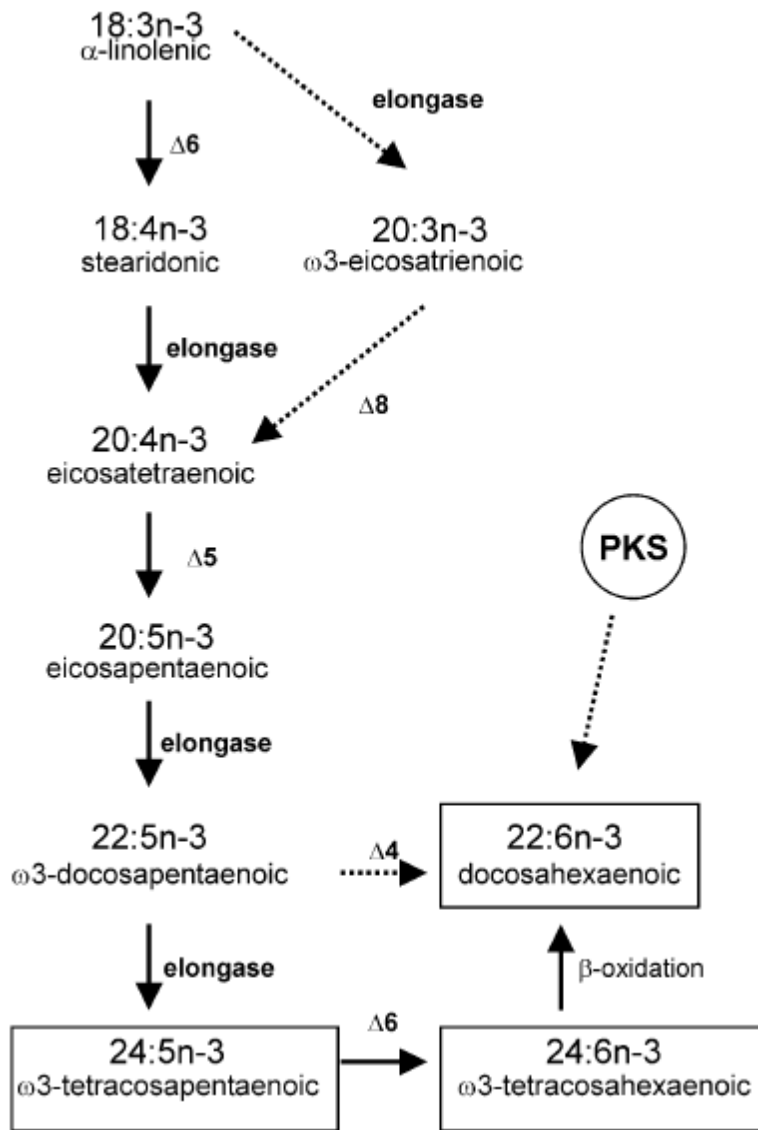 18:3n-3
α-linolenic
elongase
Δ6
18:4n-3
stearidonic
20:3n-3
ω3-eicosatrienoic
elongase
Δ8
20:4n-3
eicosatetraenoic
Δ5
PKS
20:5n-3
eicosapentaenoic
elongase
22:5n-3
ω3-docosapentaenoic
Δ4
22:6n-3
docosahexaenoic
elongase
β-oxidation
24:5n-3
ω3-tetracosapentaenoic
Δ6
24:6n-3
ω3-tetracosahexaenoic